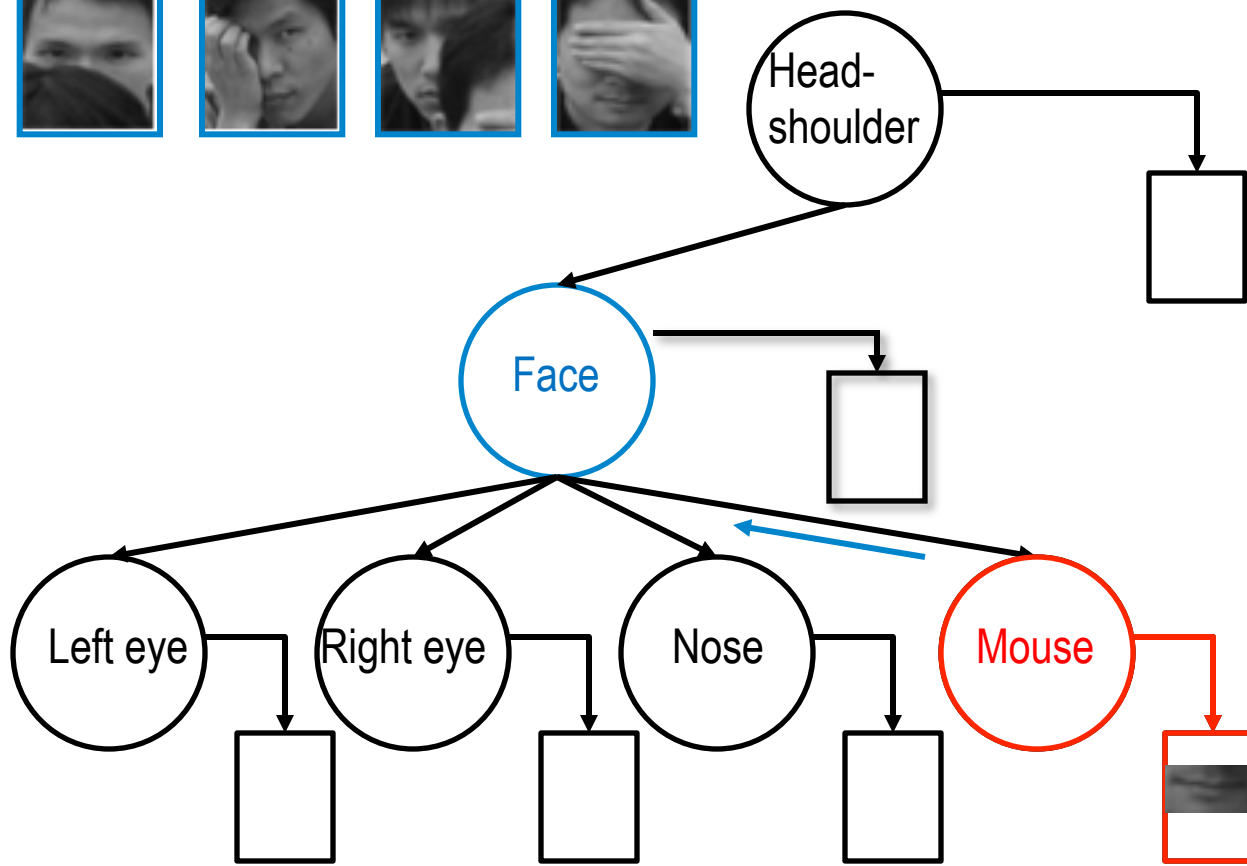 Head-
shoulder
Face
Left eye
Right eye
Nose
Mouse